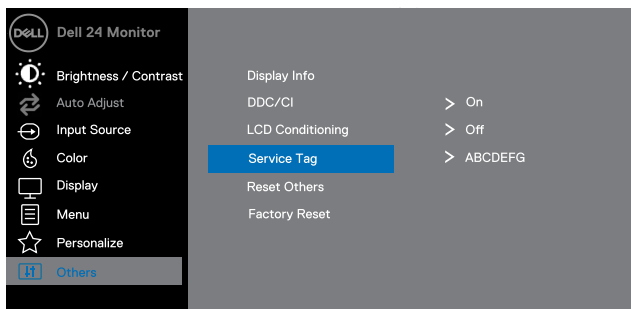 DELL Dell 24 Monitor
Brightness / Contrast Display Info
Auto Adjust DDC/CI > On
Input Source LCD Conditioning > Off
Color Service Tag > ABCDEFG
Display Reset Others
Menu Factory Reset
Personalize
Others